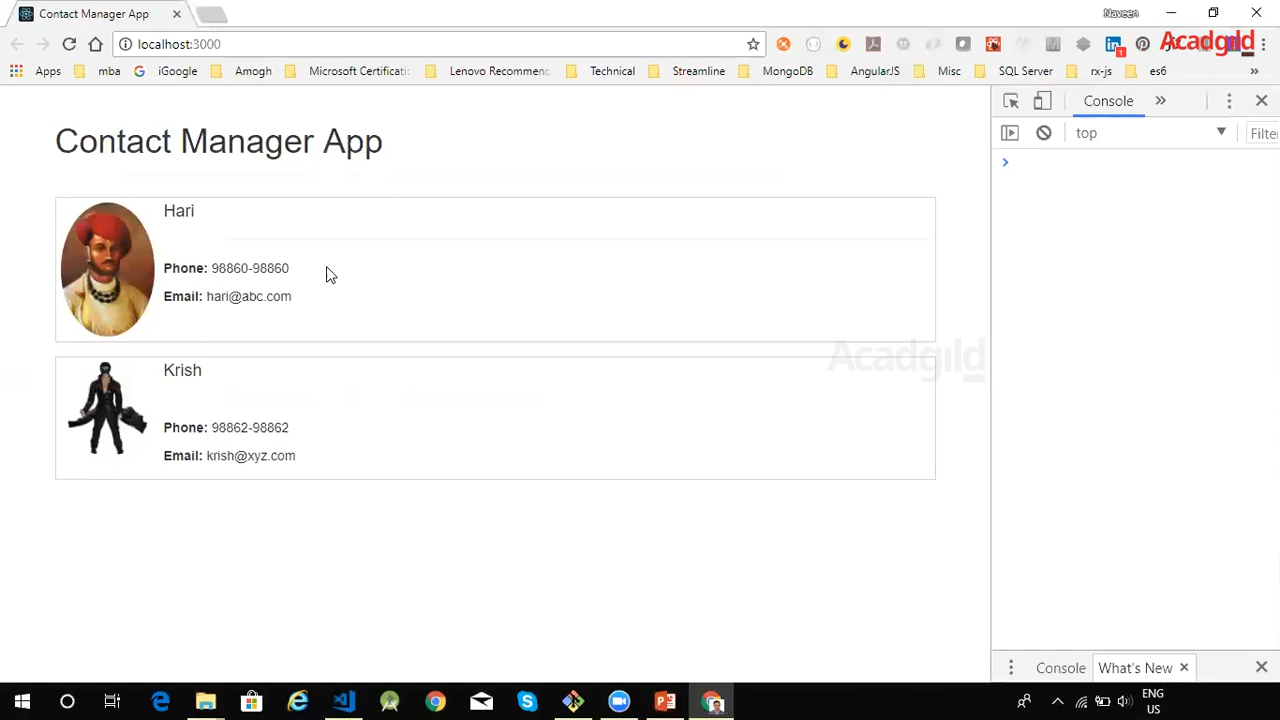 Contact Manager App
Naveen
localhost:3000
Acadgild
Apps mba iGoogle Amogh Microsoft Certificati Lenovo Recommenc Technical Streamline MongoDB AngularJS Misc SQL Server rx-js es6 »
Console »
top
Filter
Contact Manager App
Hari
Phone: 98860-98860
Email: hari@abc.com
Acadgild
Krish
Phone: 98862-98862
Email: krish@xyz.com
Console What's New
ENG
US